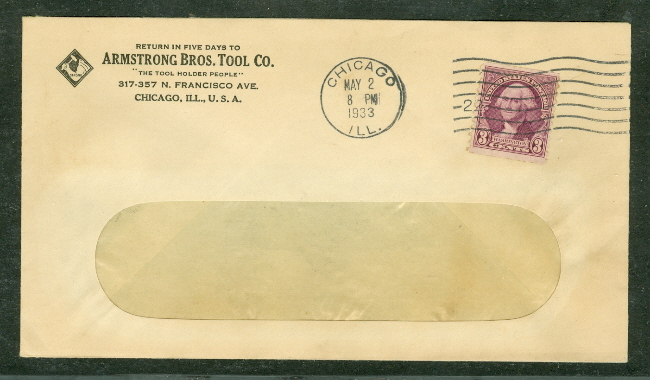 RETURN IN FIVE DAYS TO
ARMSTRONG BROS. TOOL CO.
"THE TOOL HOLDER PEOPLE"
317-357 N. FRANCISCO AVE.
CHICAGO, ILL., U. S. A.
CHICAGO
MAY 2
8 PM
1933
ILL.
22
3 3